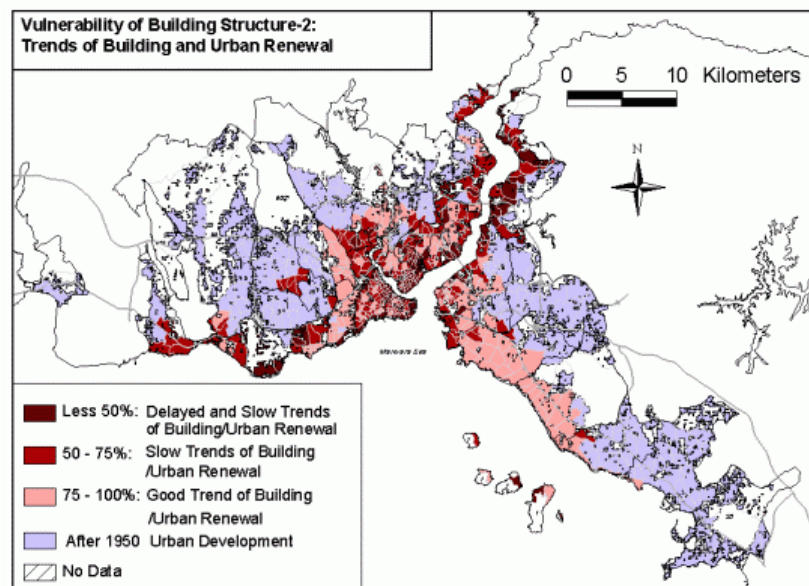 Vulnerability of Building Structure-2:
Trends of Building and Urban Renewal
0 5 10 Kilometers
N
Marmara Sea
Less 50%: Delayed and Slow Trends
of Building/Urban Renewal
50 - 75%: Slow Trends of Building
/Urban Renewal
75 - 100%: Good Trend of Building
/Urban Renewal
After 1950 Urban Development
No Data